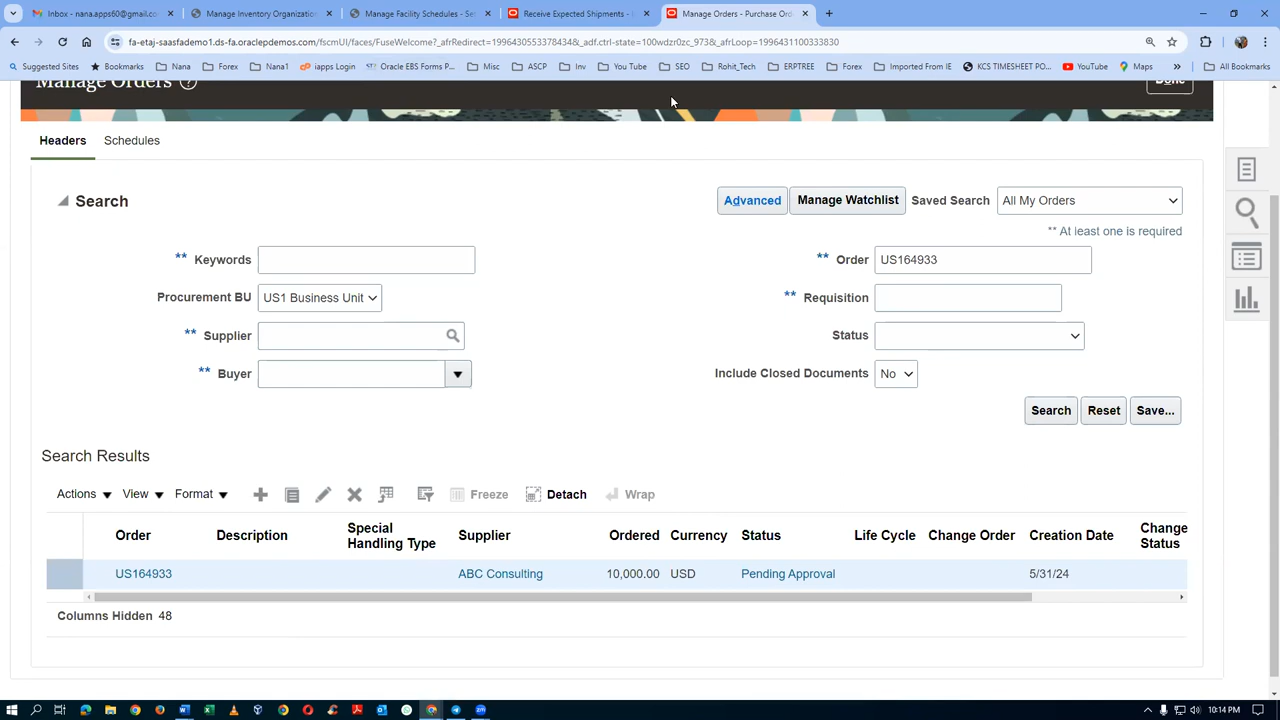 Inbox - nana.apps60@gmail.co
Manage Inventory Organization
Manage Facility Schedules - Se
Receive Expected Shipments -
Manage Orders - Purchase Ord
fa-etaj-saasfademo1.ds-fa.oraclepdemos.com/fscmUI/faces/FuseWelcome?_afrRedirect=1996430553378434&_adf.ctrl-state=100wdzr0zc_973&_afrLoop=1996431100333830
Suggested Sites
Bookmarks
Nana
Forex
Nana1
iapps Login
Oracle EBS Forms P...
Misc
ASCP
Inv
You Tube
SEO
Rohit_Tech
ERPTREE
Forex
Imported From IE
KCS TIMESHEET PO...
YouTube
Maps
All Bookmarks
Manage Orders
Done
Headers
Schedules
Search
Advanced
Manage Watchlist
Saved Search
All My Orders
** At least one is required
** Keywords
** Order
US164933
Procurement BU
US1 Business Unit
** Requisition
** Supplier
Status
** Buyer
Include Closed Documents
No
Search
Reset
Save...
Search Results
Actions
View
Format
Freeze
Detach
Wrap
Order
Description
Special
Handling Type
Supplier
Ordered
Currency
Status
Life Cycle
Change Order
Creation Date
Change
Status
US164933
ABC Consulting
10,000.00
USD
Pending Approval
5/31/24
Columns Hidden 48
10:14 PM